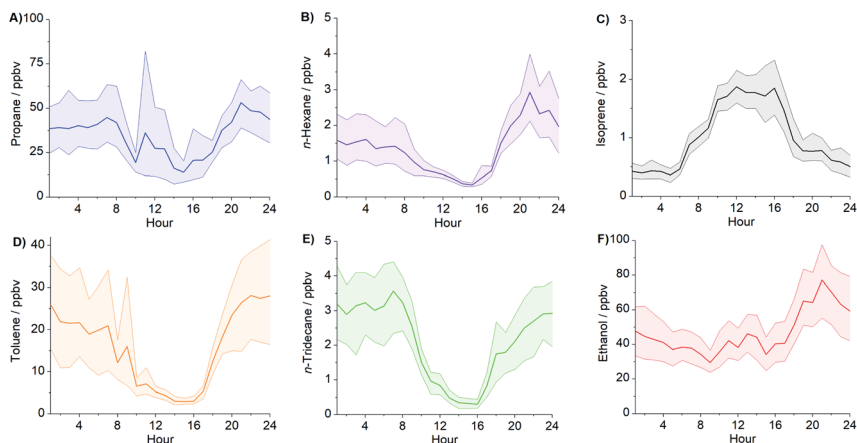 A)
Propane / ppbv
100
75
50
25
0
4 8 12 16 20 24
Hour
B)
n-Hexane / ppbv
5
4
3
2
1
0
4 8 12 16 20 24
Hour
C)
Isoprene / ppbv
3
2
1
0
4 8 12 16 20 24
Hour
D)
Toluene / ppbv
40
30
20
10
0
4 8 12 16 20 24
Hour
E)
n-Tridecane / ppbv
5
4
3
2
1
0
4 8 12 16 20 24
Hour
F)
Ethanol / ppbv
100
80
60
40
20
0
4 8 12 16 20 24
Hour